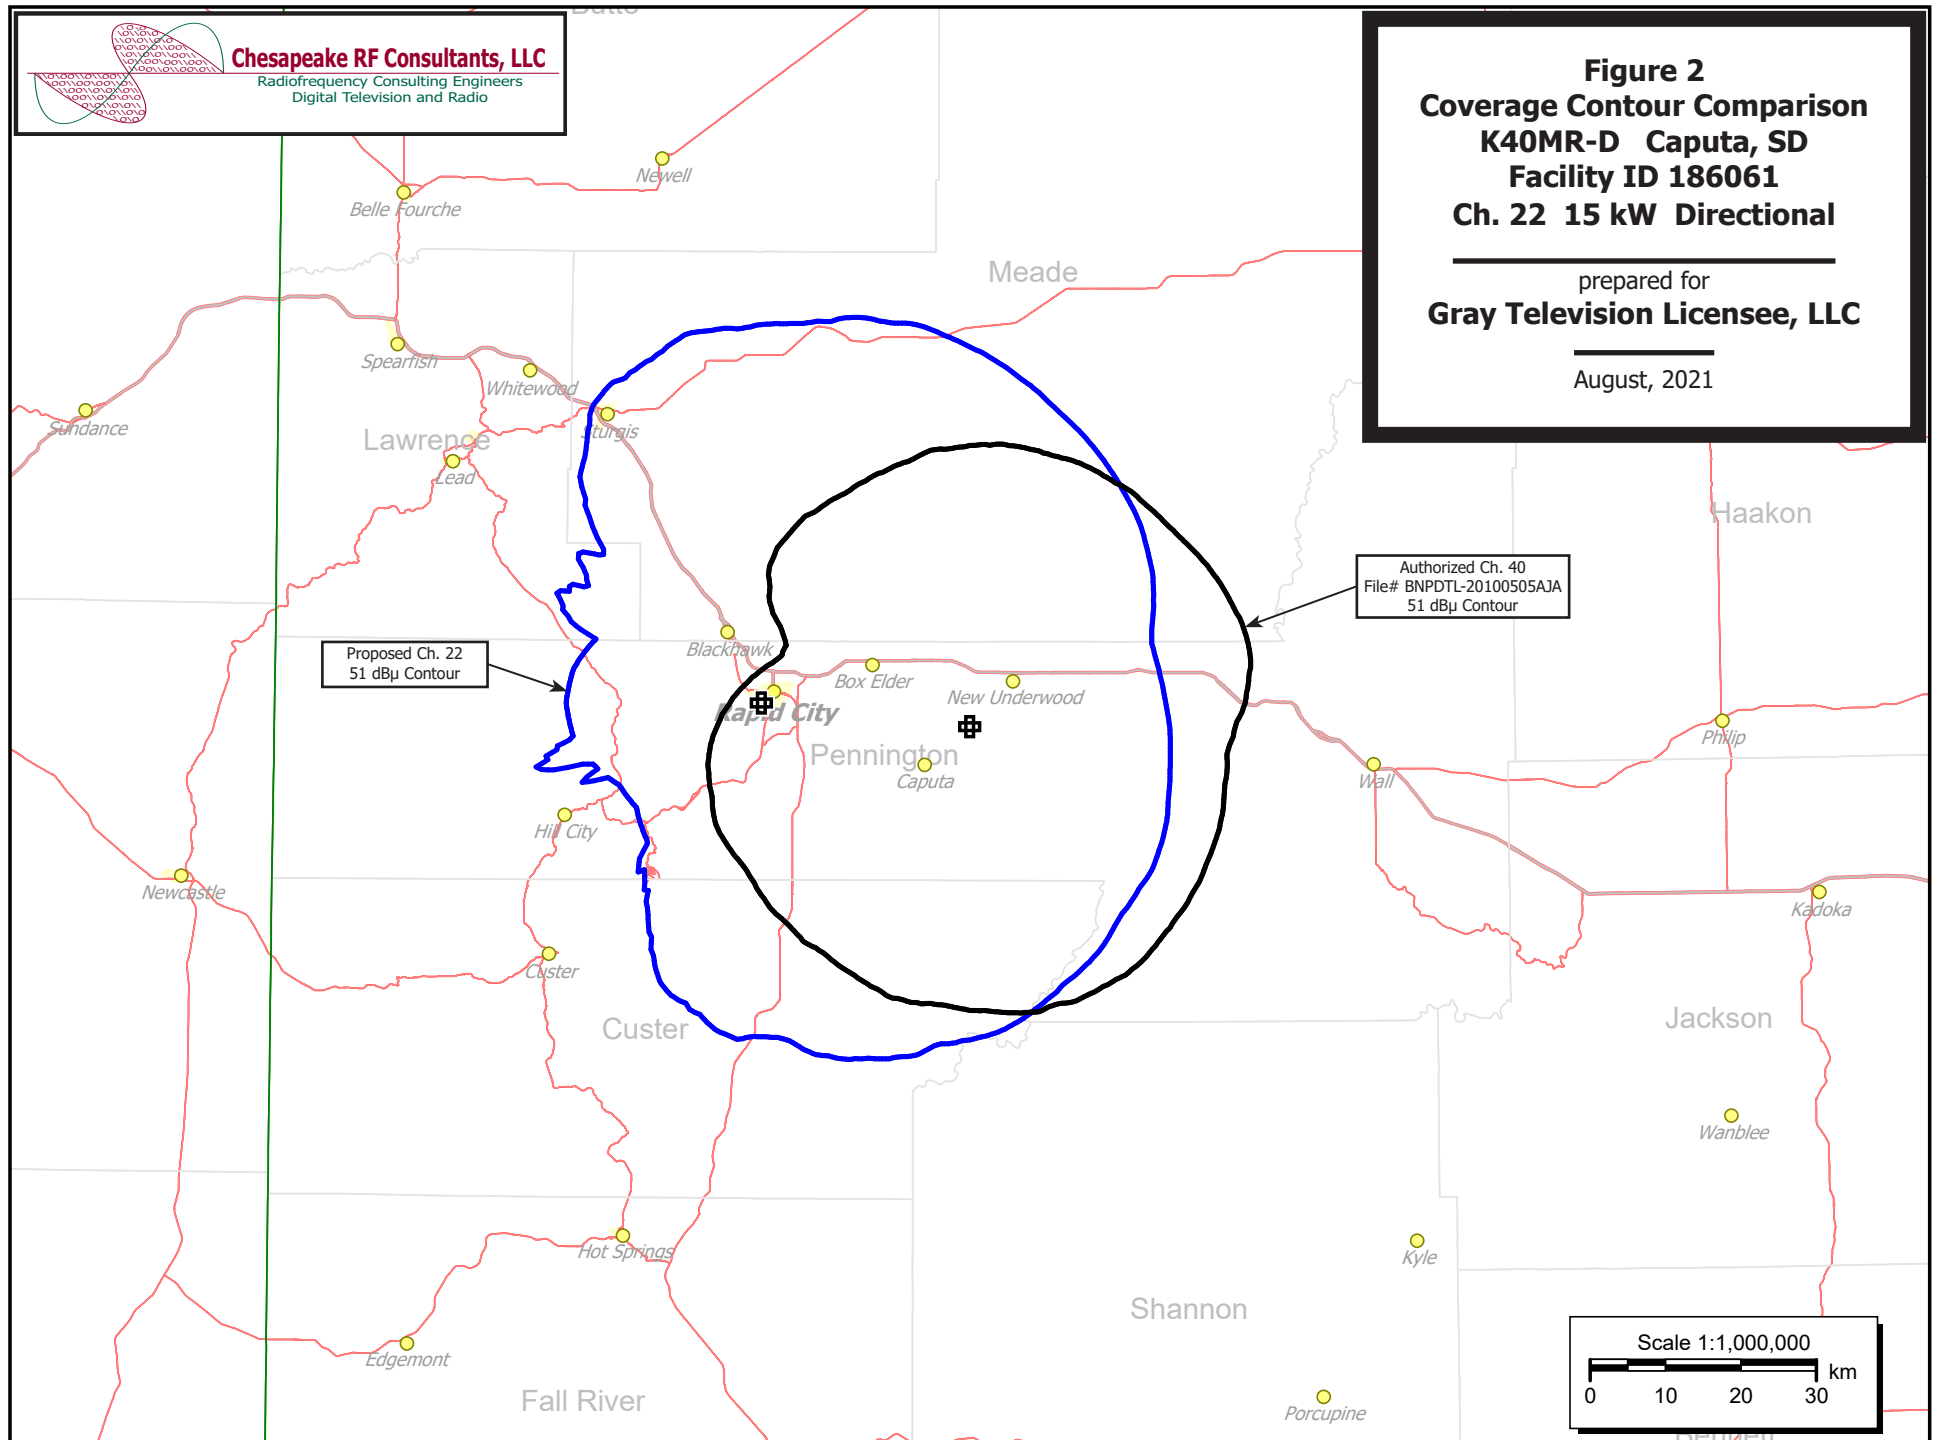 Butte
Chesapeake RF Consultants, LLC
Radiofrequency Consulting Engineers
Digital Television and Radio
Figure 2
Coverage Contour Comparison
K40MR-D Caputa, SD
Facility ID 186061
Ch. 22 15 kW Directional
prepared for
Gray Television Licensee, LLC
August, 2021
Newell
Belle Fourche
Meade
Spearfish
Whitewood
Sundance
Sturgis
Lawrence
Lead
Haakon
Authorized Ch. 40
File# BNPDTL-20100505AJA
51 dBµ Contour
Proposed Ch. 22
51 dBµ Contour
Blackhawk
Box Elder
New Underwood
Rapid City
Pennington
Caputa
Philip
Wall
Hill City
Newcastle
Kadoka
Custer
Custer
Jackson
Wanblee
Hot Springs
Kyle
Shannon
Edgemont
Fall River
Porcupine
Scale 1:1,000,000
km
0 10 20 30
Bennett